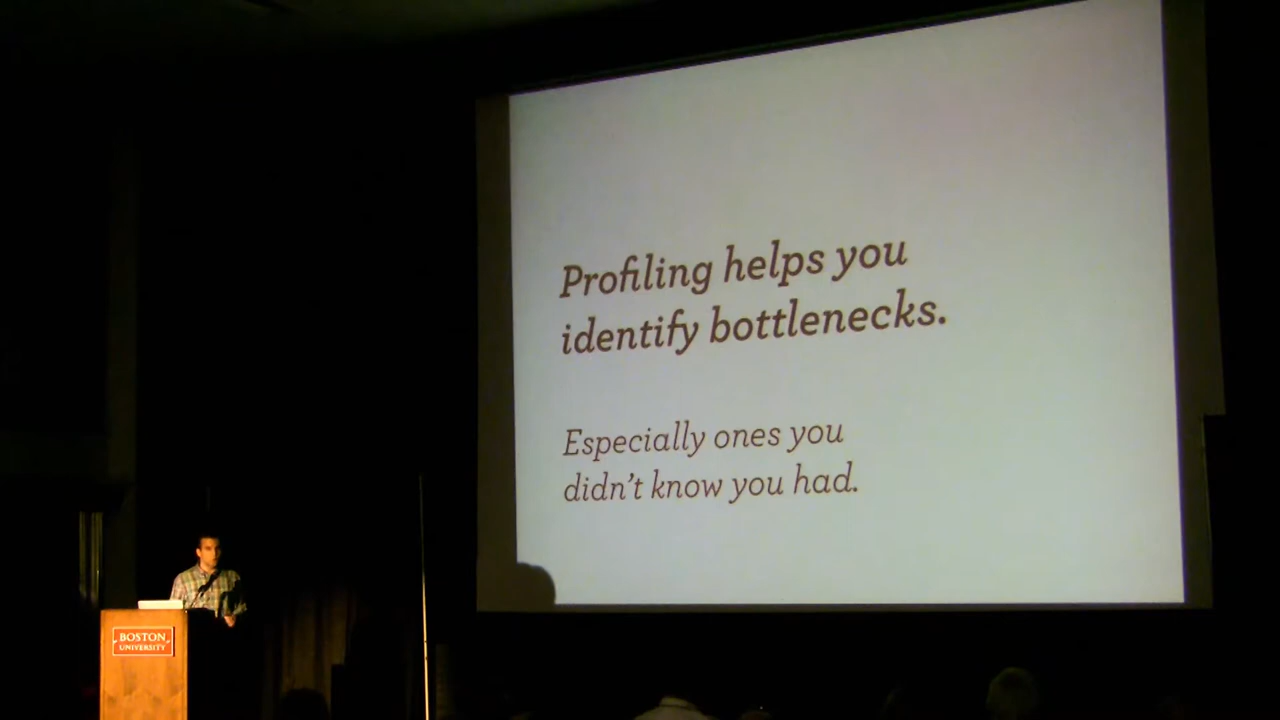 Profiling helps you
identify bottlenecks.
Especially ones you
didn't know you had.
BOSTON
UNIVERSITY